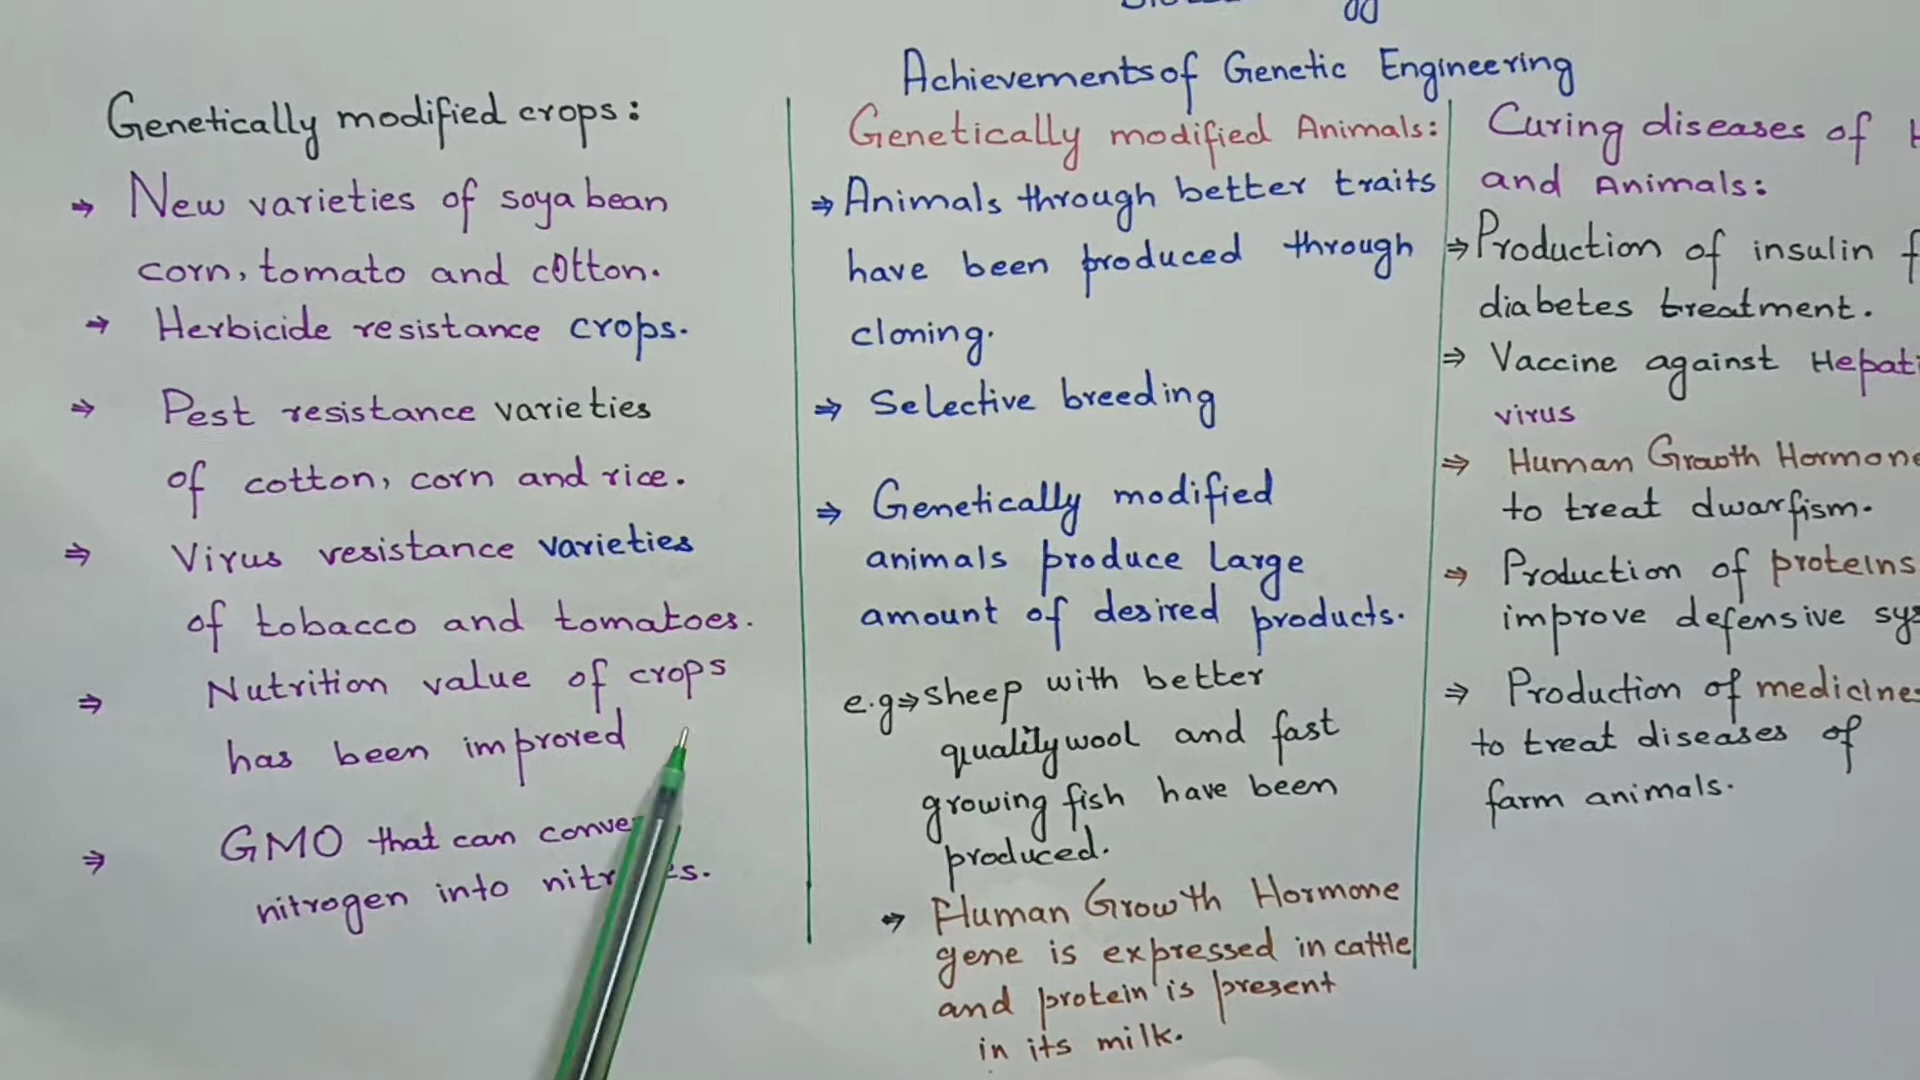 Achievements of Genetic Engineering
Genetically modified crops:
⇒ New varieties of soya bean
corn, tomato and cotton.
⇒ Herbicide resistance crops.
⇒ Pest resistance varieties
of cotton, corn and rice.
⇒ Virus resistance varieties
of tobacco and tomatoes.
⇒ Nutrition value of crops
has been improved
⇒ GMO that can
nitrogen into
Genetically modified Animals:
⇒ Animals through better traits
have been produced through
cloning.
⇒ Selective breeding
⇒ Genetically modified
animals produce large
amount of desired products.
e.g⇒ sheep with better
quality wool and fast
growing fish have been
produced.
⇒ Human Growth Hormone
gene is expressed in cattle
and protein is present
in its milk.
Curing diseases of
and Animals:
⇒ Production of insulin
diabetes treatment.
⇒ Vaccine against
virus
⇒ Human Growth Hormone
to treat dwarfism.
⇒ Production of proteins
improve defensive
⇒ Production of medicines
to treat diseases of
farm animals.